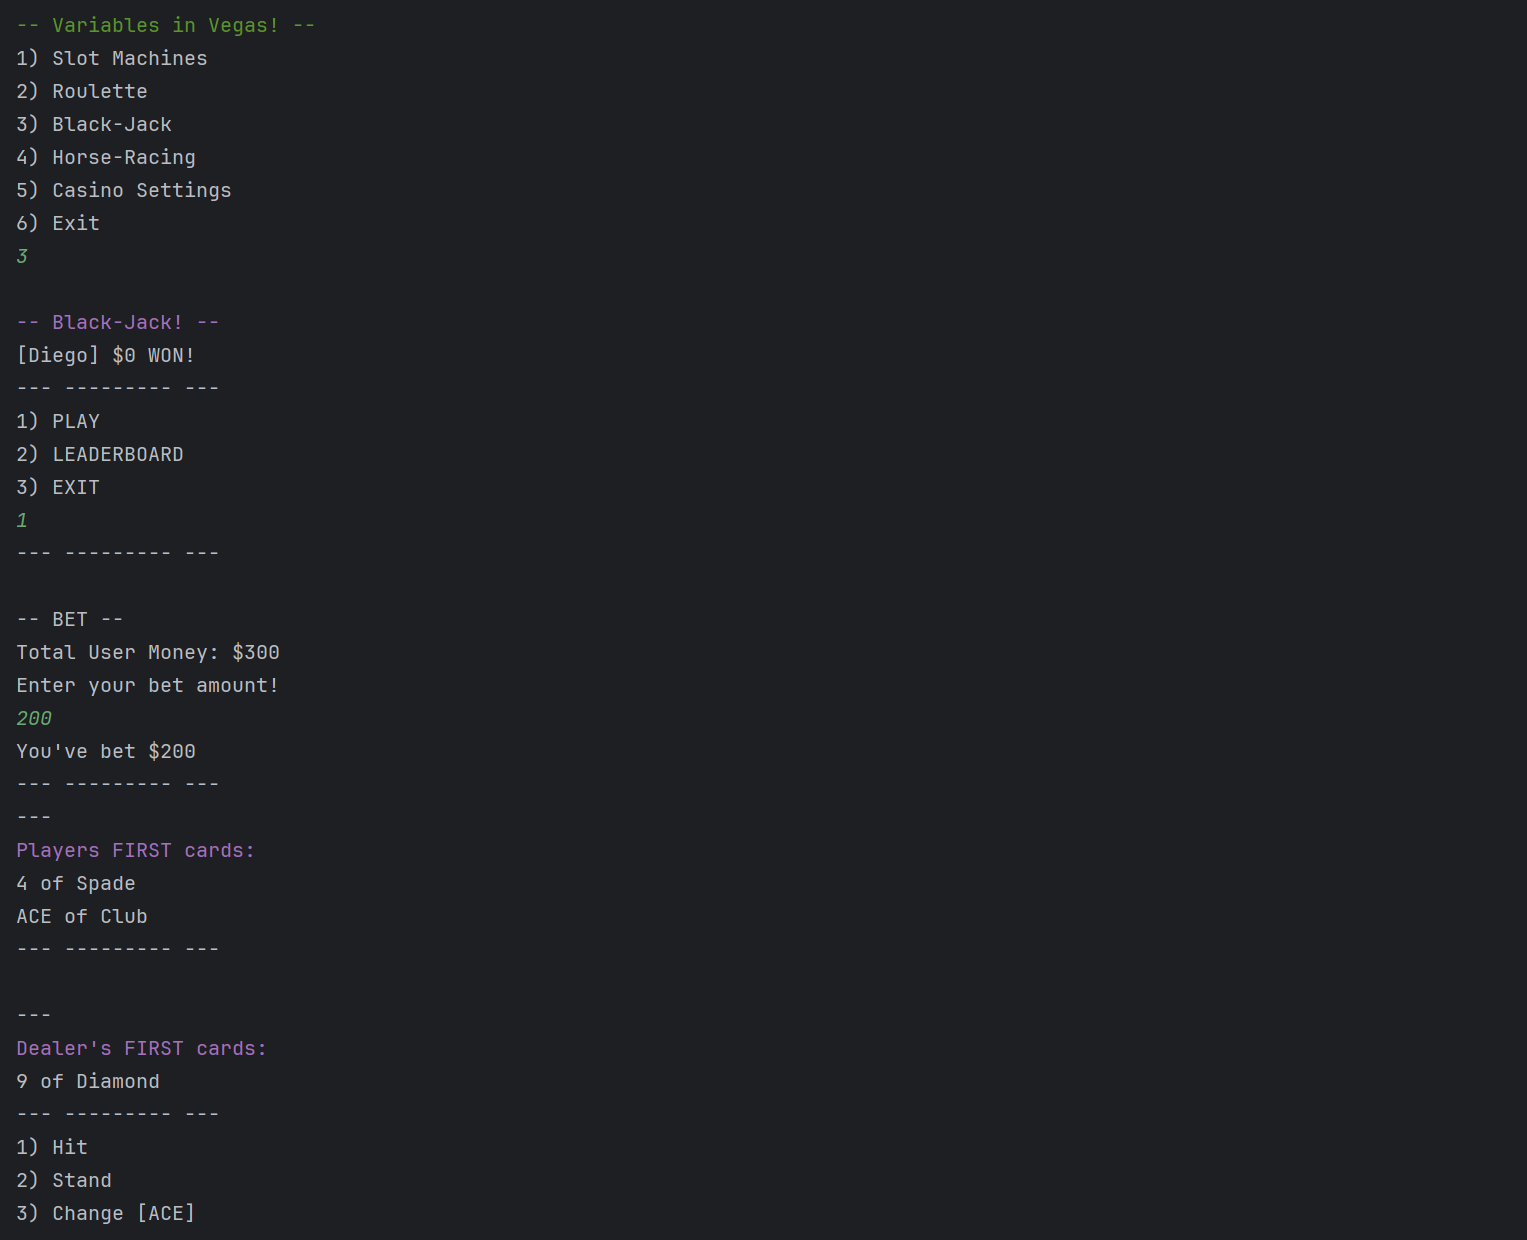 -- Variables in Vegas! --
1) Slot Machines
2) Roulette
3) Black-Jack
4) Horse-Racing
5) Casino Settings
6) Exit
3
-- Black-Jack! --
[Diego] $0 WON!
--- --------- ---
1) PLAY
2) LEADERBOARD
3) EXIT
1
--- --------- ---
-- BET --
Total User Money: $300
Enter your bet amount!
200
You've bet $200
--- --------- ---
---
Players FIRST cards:
4 of Spade
ACE of Club
--- --------- ---
---
Dealer's FIRST cards:
9 of Diamond
--- --------- ---
1) Hit
2) Stand
3) Change [ACE]